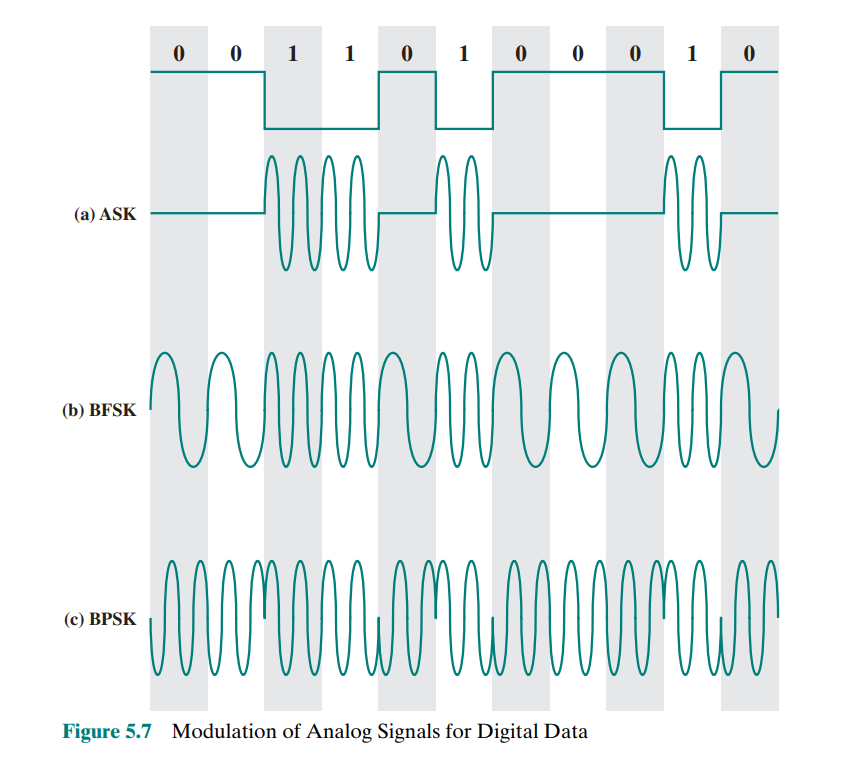 0 0 1 1 0 1 0 0 0 1 0
(a) ASK
(b) BFSK
(c) BPSK
Figure 5.7 Modulation of Analog Signals for Digital Data